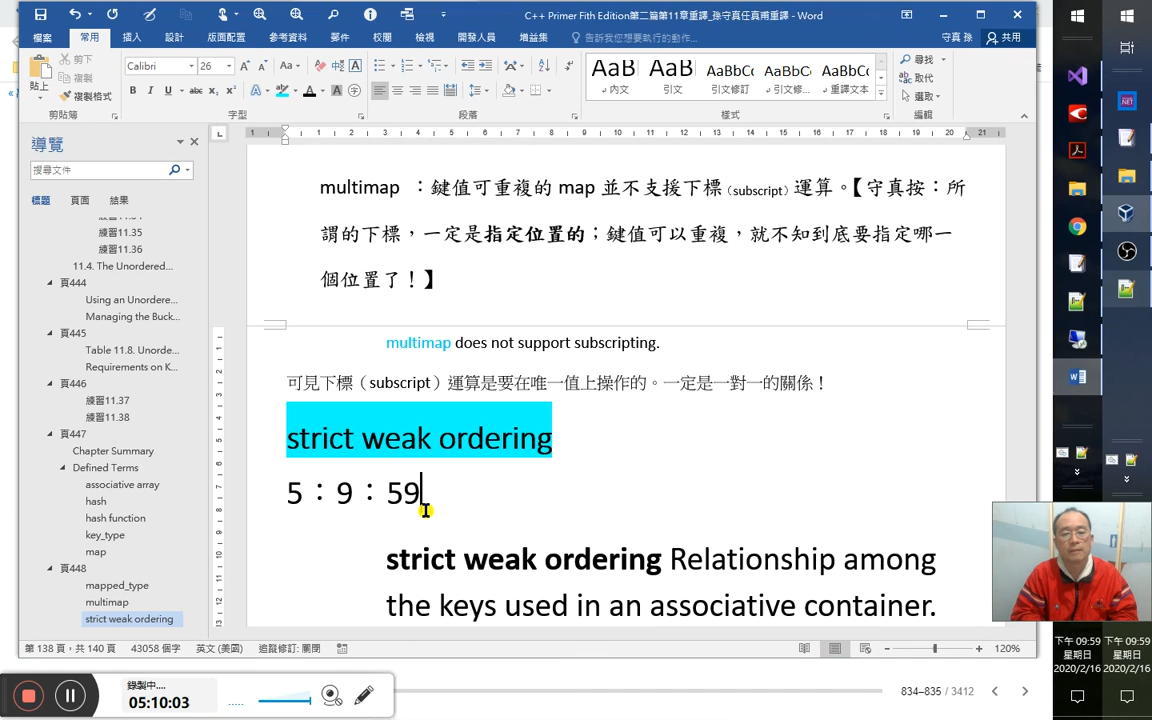 C++ Primer Fith Edition第二篇第11章重譯_孫守真任真甫重譯 - Word
檔案 常用 插入 設計 版面配置 參考資料 郵件 校閱 檢視 開發人員 增益集 告訴我您想要執行的動作... 守真 孫 共用
貼上 剪下 複製 複製格式 剪貼簿
Calibri 26 字型
段落
AaB AaB AaBbCc AaBbCc AaBbC
內文 引文 引文修訂 引文修... 重譯文本
樣式
尋找 取代 選取 編輯
導覽
搜尋文件
標題 頁面 結果
練習11.35
練習11.36
11.4. The Unordered...
頁444
Using an Unordere...
Managing the Buck...
頁445
Table 11.8. Unorde...
Requirements on K...
頁446
練習11.37
練習11.38
頁447
Chapter Summary
Defined Terms
associative array
hash
hash function
key_type
map
頁448
mapped_type
multimap
strict weak ordering
multimap ：鍵值可重複的 map 並不支援下標（subscript）運算。【守真按：所
謂的下標，一定是指定位置的；鍵值可以重複，就不知到底要指定哪一
個位置了！】
multimap does not support subscripting.
可見下標（subscript）運算是要在唯一值上操作的。一定是一對一的關係！
strict weak ordering
5：9：59
strict weak ordering Relationship among
the keys used in an associative container.
第 138 頁，共 140 頁 43058 個字 英文 (美國) 追蹤修訂: 關閉 120%
錄製中....
05:10:03
834–835 / 3412
下午 09:59 下午 09:59
星期日 星期日
2020/2/16 2020/2/16